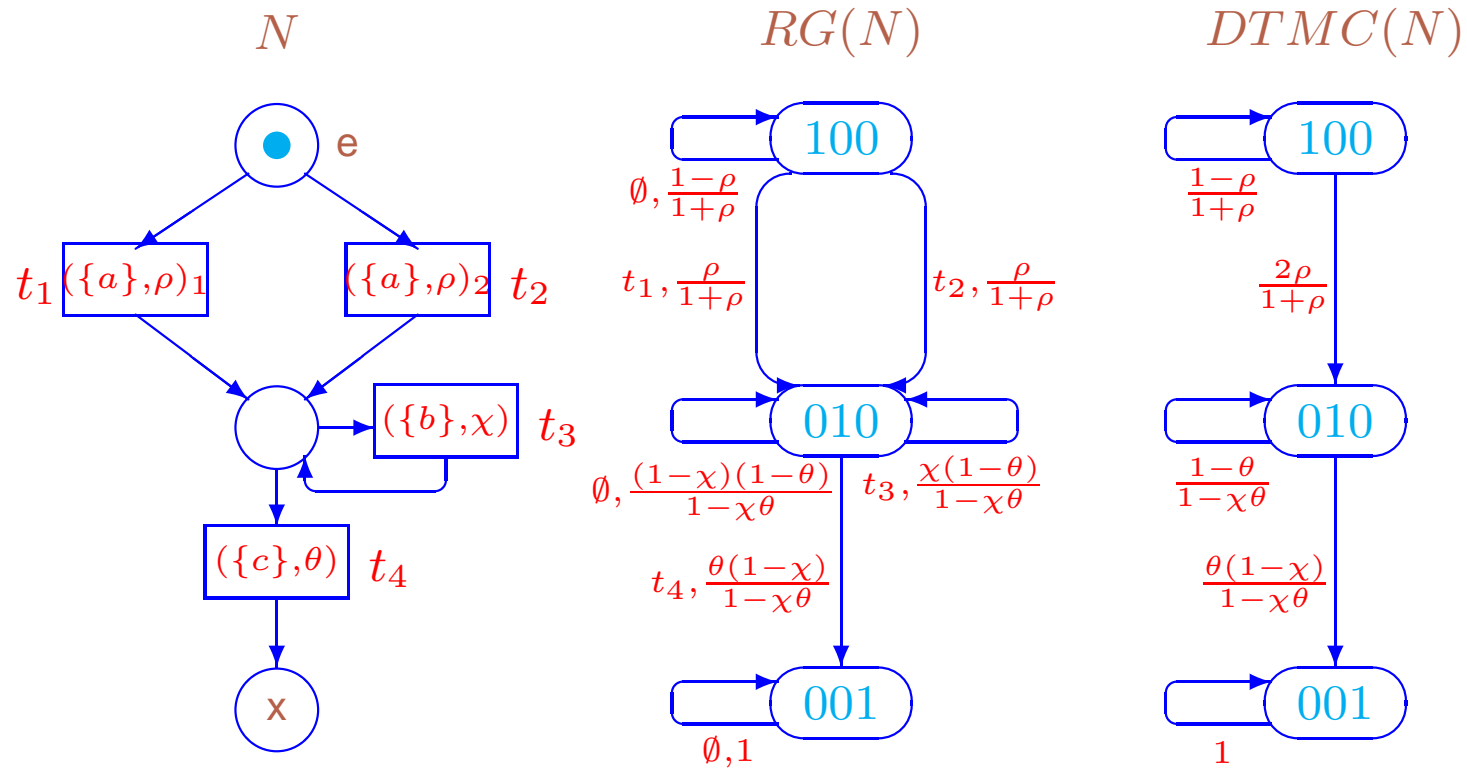 N
e
t₁ ({a},ρ)₁
({a},ρ)₂ t₂
({b},χ) t₃
({c},θ) t₄
x
RG(N)
100
∅, (1−ρ)/(1+ρ)
t₁, ρ/(1+ρ)
t₂, ρ/(1+ρ)
010
∅, ((1−χ)(1−θ))/(1−χθ)
t₃, (χ(1−θ))/(1−χθ)
t₄, (θ(1−χ))/(1−χθ)
001
∅,1
DTMC(N)
100
(1−ρ)/(1+ρ)
2ρ/(1+ρ)
010
(1−θ)/(1−χθ)
(θ(1−χ))/(1−χθ)
001
1